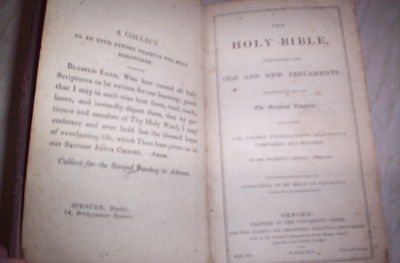 A COLLECT
TO BE USED BEFORE READING THE HOLY
SCRIPTURES.
BLESSED LORD, Who hast caused all holy
Scriptures to be written for our learning; grant
that I may in such wise hear them, read, mark,
learn, and inwardly digest them, that by patience
and comfort of Thy Holy Word, I may
embrace and ever hold fast the blessed hope
of everlasting life, which Thou hast given us in
our Saviour JESUS CHRIST. Amen.
Collect for the Second Sunday in Advent.
SPENCER, Binder,
14, Bridgewater Square.
THE
HOLY BIBLE,
CONTAINING THE
OLD AND NEW TESTAMENTS:
TRANSLATED OUT OF
The Original Tongues:
AND WITH
THE FORMER TRANSLATIONS DILIGENTLY
COMPARED AND REVISED,
BY HIS MAJESTY'S SPECIAL COMMAND.
APPOINTED TO BE READ IN CHURCHES.
OXFORD:
PRINTED AT THE UNIVERSITY PRESS